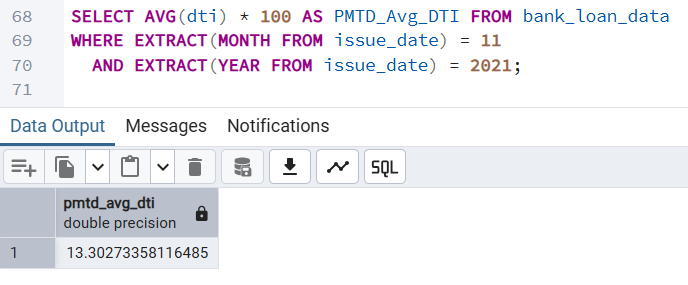 68 SELECT AVG(dti) * 100 AS PMTD_Avg_DTI FROM bank_loan_data
69 WHERE EXTRACT(MONTH FROM issue_date) = 11
70 AND EXTRACT(YEAR FROM issue_date) = 2021;
71
Data Output Messages Notifications
SQL
pmtd_avg_dti
double precision
1 13.30273358116485